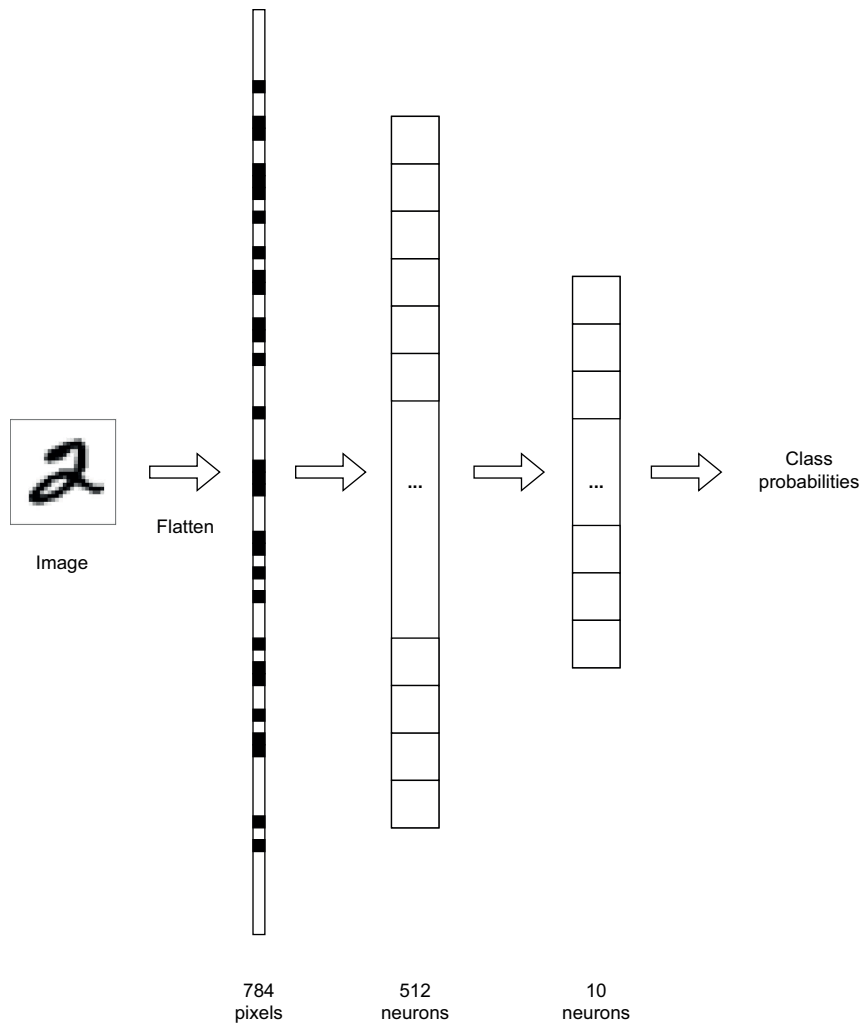 Image
Flatten
...
...
Class
probabilities
784
pixels
512
neurons
10
neurons